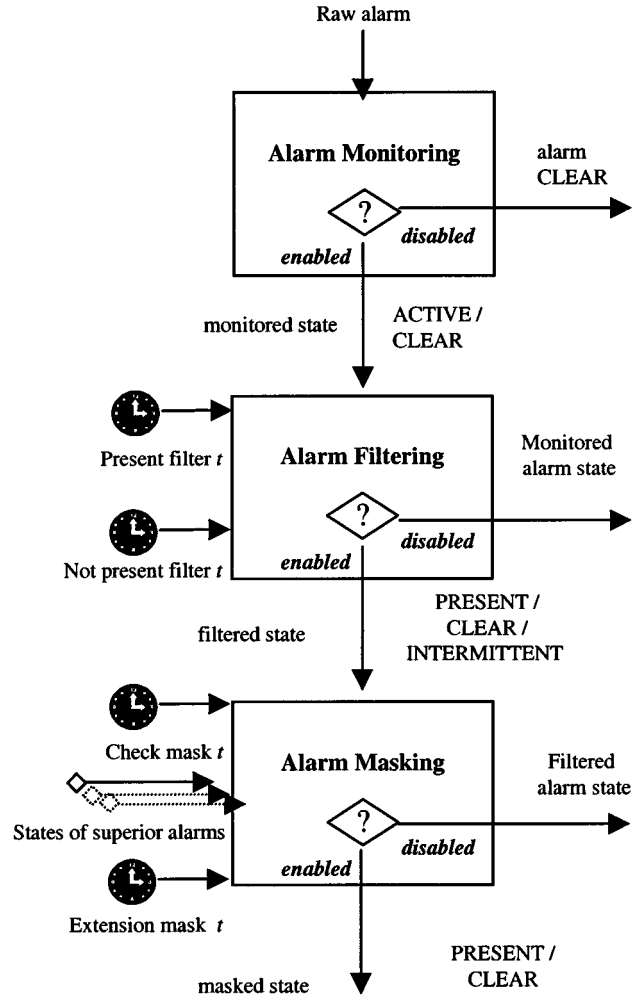 Raw alarm
Alarm Monitoring
alarm
CLEAR
?
disabled
enabled
monitored state
ACTIVE /
CLEAR
Present filter t
Alarm Filtering
Monitored
alarm state
?
disabled
enabled
Not present filter t
filtered state
PRESENT /
CLEAR /
INTERMITTENT
Check mask t
Alarm Masking
Filtered
alarm state
States of superior alarms
?
disabled
enabled
Extension mask t
masked state
PRESENT /
CLEAR